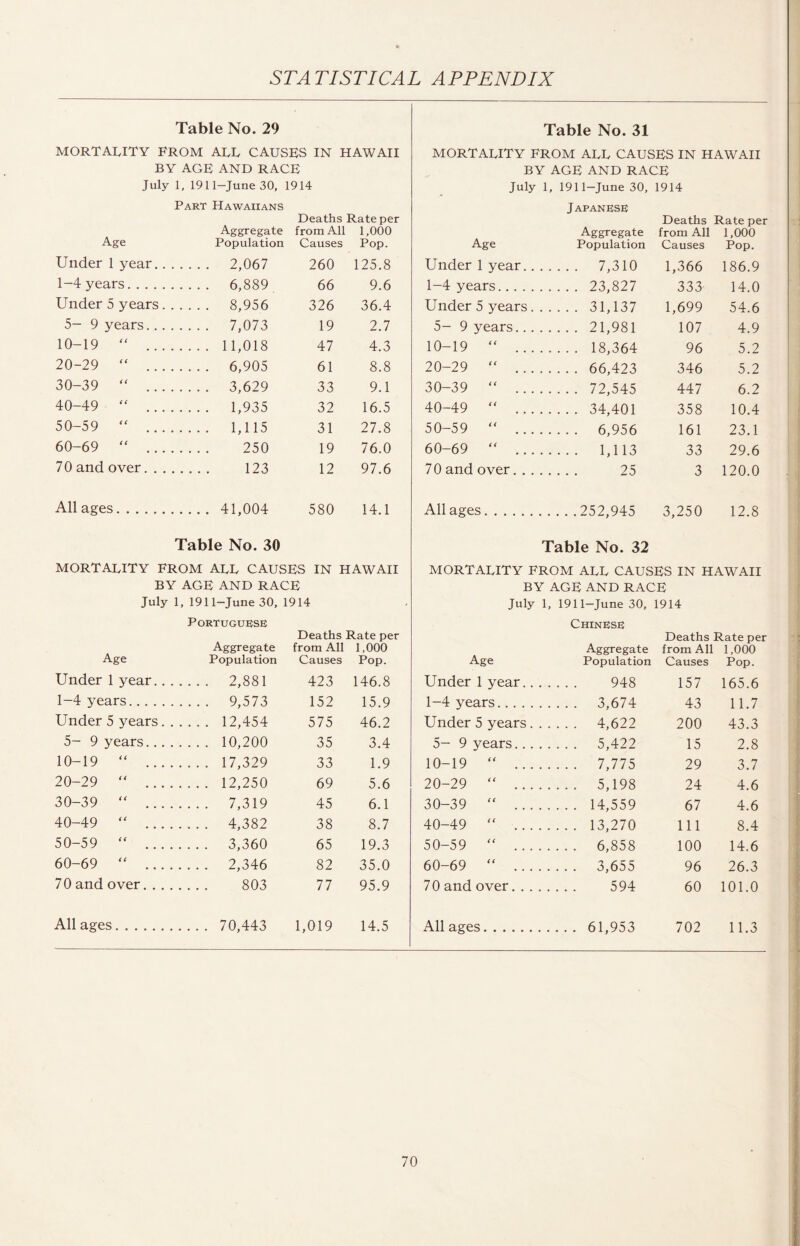 STATISTICAL APPENDIX
Table No. 29
MORTALITY FROM ALL CAUSES IN HAWAII
BY AGE AND RACE
July 1, 1911–June 30, 1914
PART HAWAIIANS
Deaths Rate per
Aggregate from All 1,000
Age Population Causes Pop.
Under 1 year....... 2,067 260 125.8
1–4 years.......... 6,889 66 9.6
Under 5 years...... 8,956 326 36.4
5– 9 years........ 7,073 19 2.7
10–19 " ........ 11,018 47 4.3
20–29 " ........ 6,905 61 8.8
30–39 " ........ 3,629 33 9.1
40–49 " ........ 1,935 32 16.5
50–59 " ........ 1,115 31 27.8
60–69 " ........ 250 19 76.0
70 and over........ 123 12 97.6
All ages............ 41,004 580 14.1
Table No. 30
MORTALITY FROM ALL CAUSES IN HAWAII
BY AGE AND RACE
July 1, 1911–June 30, 1914
PORTUGUESE
Deaths Rate per
Aggregate from All 1,000
Age Population Causes Pop.
Under 1 year....... 2,881 423 146.8
1–4 years.......... 9,573 152 15.9
Under 5 years...... 12,454 575 46.2
5– 9 years........ 10,200 35 3.4
10–19 " ........ 17,329 33 1.9
20–29 " ........ 12,250 69 5.6
30–39 " ........ 7,319 45 6.1
40–49 " ........ 4,382 38 8.7
50–59 " ........ 3,360 65 19.3
60–69 " ........ 2,346 82 35.0
70 and over........ 803 77 95.9
All ages............ 70,443 1,019 14.5
Table No. 31
MORTALITY FROM ALL CAUSES IN HAWAII
BY AGE AND RACE
July 1, 1911–June 30, 1914
JAPANESE
Deaths Rate per
Aggregate from All 1,000
Age Population Causes Pop.
Under 1 year....... 7,310 1,366 186.9
1–4 years.......... 23,827 333 14.0
Under 5 years...... 31,137 1,699 54.6
5– 9 years........ 21,981 107 4.9
10–19 " ........ 18,364 96 5.2
20–29 " ........ 66,423 346 5.2
30–39 " ........ 72,545 447 6.2
40–49 " ........ 34,401 358 10.4
50–59 " ........ 6,956 161 23.1
60–69 " ........ 1,113 33 29.6
70 and over........ 25 3 120.0
All ages............252,945 3,250 12.8
Table No. 32
MORTALITY FROM ALL CAUSES IN HAWAII
BY AGE AND RACE
July 1, 1911–June 30, 1914
CHINESE
Deaths Rate per
Aggregate from All 1,000
Age Population Causes Pop.
Under 1 year....... 948 157 165.6
1–4 years.......... 3,674 43 11.7
Under 5 years...... 4,622 200 43.3
5– 9 years........ 5,422 15 2.8
10–19 " ........ 7,775 29 3.7
20–29 " ........ 5,198 24 4.6
30–39 " ........ 14,559 67 4.6
40–49 " ........ 13,270 111 8.4
50–59 " ........ 6,858 100 14.6
60–69 " ........ 3,655 96 26.3
70 and over........ 594 60 101.0
All ages............ 61,953 702 11.3
70